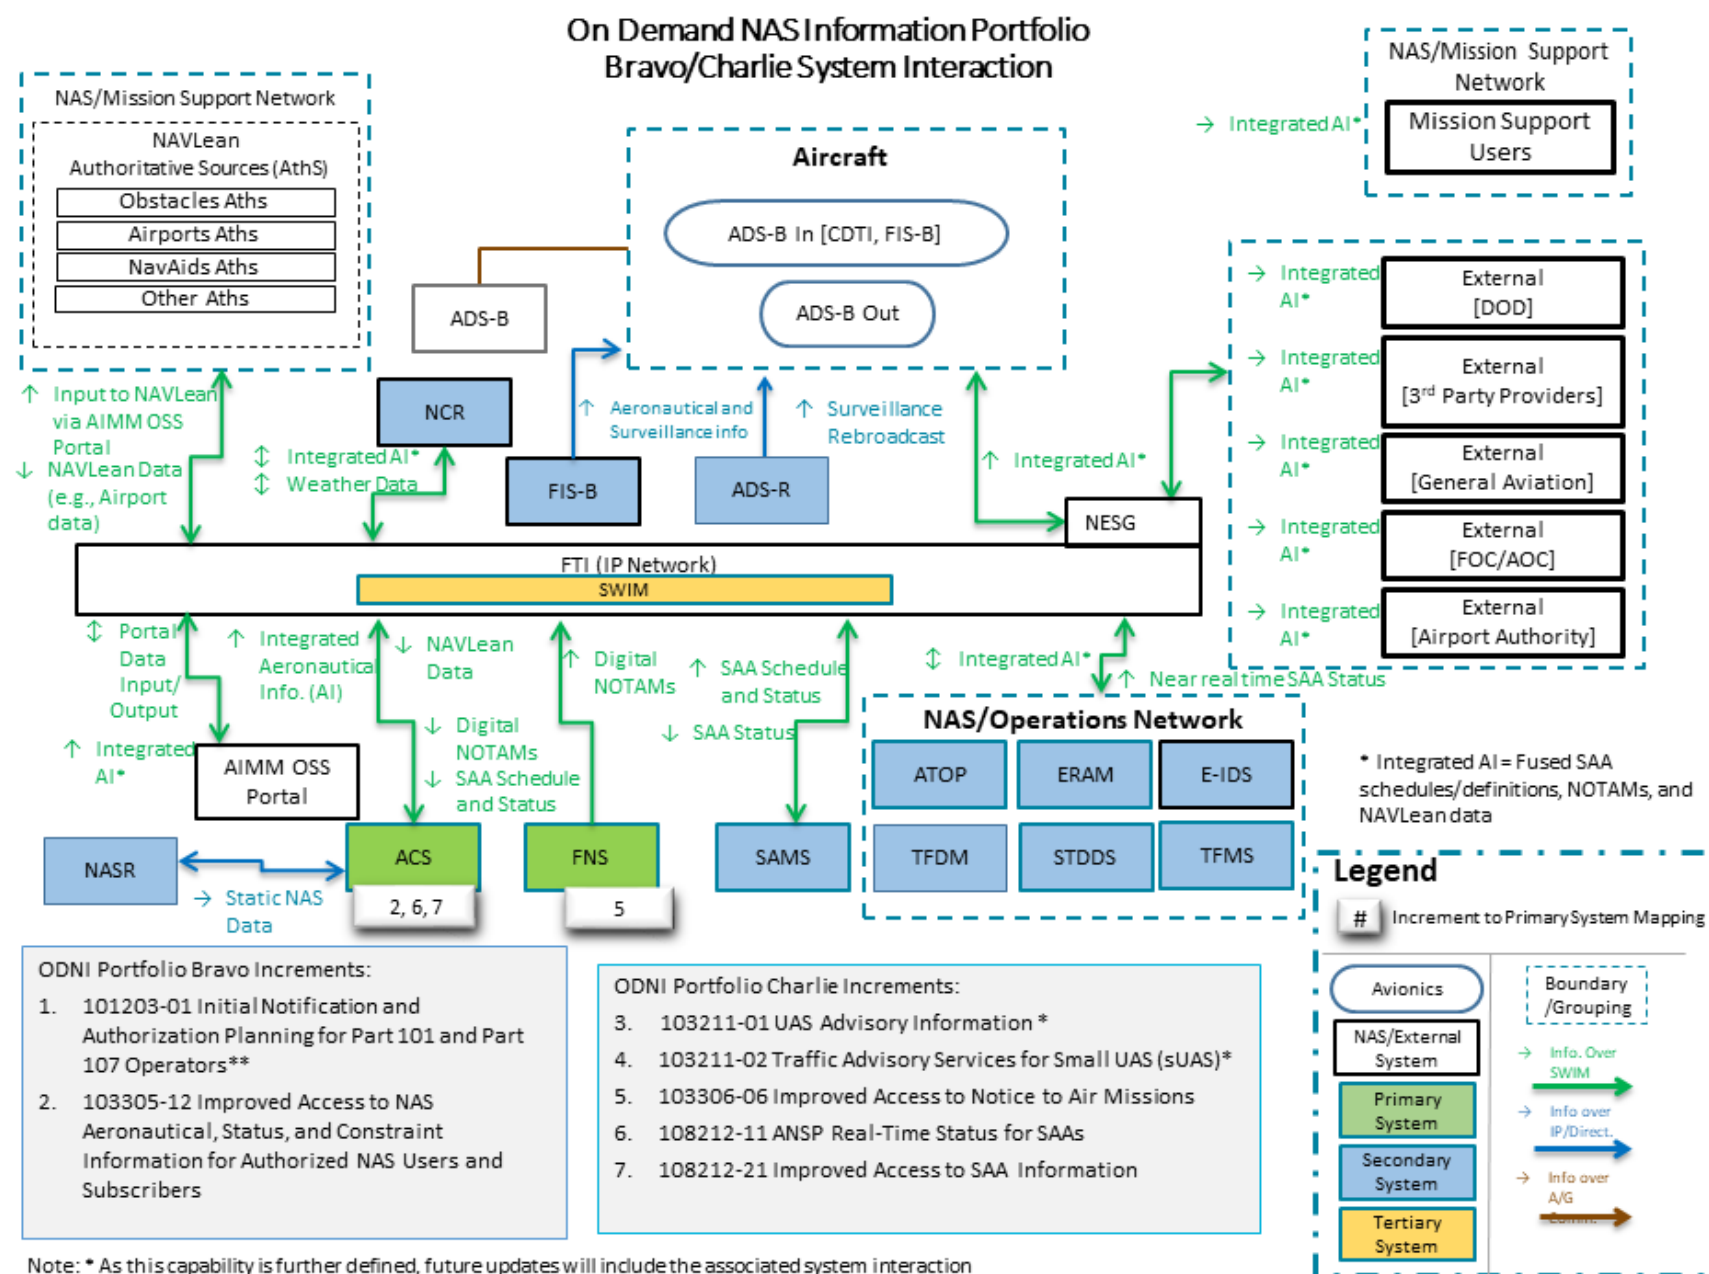 On Demand NAS Information Portfolio
Bravo/Charlie System Interaction
NAS/Mission Support Network
NAVLean
Authoritative Sources (AthS)
Obstacles Aths
Airports Aths
NavAids Aths
Other Aths
Aircraft
ADS-B In [CDTI, FIS-B]
ADS-B Out
→ Integrated AI*
NAS/Mission Support
Network
Mission Support
Users
ADS-B
NCR
FIS-B
ADS-R
NESG
↑ Input to NAVLean
via AIMM OSS
Portal
↓ NAVLean Data
(e.g., Airport
data)
↕ Integrated AI*
↕ Weather Data
↑ Aeronautical and
Surveillance info
↑ Surveillance
Rebroadcast
↑ Integrated AI*
→ Integrated
AI*
External
[DOD]
→ Integrated
AI*
External
[3rd Party Providers]
→ Integrated
AI*
External
[General Aviation]
→ Integrated
AI*
External
[FOC/AOC]
→ Integrated
AI*
External
[Airport Authority]
FTI (IP Network)
SWIM
↕ Portal
Data
Input/
Output
↑ Integrated
AI*
↑ Integrated
Aeronautical
Info. (AI)
↓ NAVLean
Data
↓ Digital
NOTAMs
↓ SAA Schedule
and Status
↑ Digital
NOTAMs
↑ SAA Schedule
and Status
↓ SAA Status
↕ Integrated AI*
↑ Near real time SAA Status
AIMM OSS
Portal
NASR
→ Static NAS
Data
ACS
2, 6, 7
FNS
5
SAMS
NAS/Operations Network
ATOP
ERAM
E-IDS
TFDM
STDDS
TFMS
* Integrated AI = Fused SAA
schedules/definitions, NOTAMs, and
NAVLean data
ODNI Portfolio Bravo Increments:
1. 101203-01 Initial Notification and
Authorization Planning for Part 101 and Part
107 Operators**
2. 103305-12 Improved Access to NAS
Aeronautical, Status, and Constraint
Information for Authorized NAS Users and
Subscribers
ODNI Portfolio Charlie Increments:
3. 103211-01 UAS Advisory Information *
4. 103211-02 Traffic Advisory Services for Small UAS (sUAS)*
5. 103306-06 Improved Access to Notice to Air Missions
6. 108212-11 ANSP Real-Time Status for SAAs
7. 108212-21 Improved Access to SAA Information
Legend
# Increment to Primary System Mapping
Avionics
NAS/External
System
Primary
System
Secondary
System
Tertiary
System
Boundary
/Grouping
→ Info. Over
SWIM
→ Info over
IP/Direct.
→ Info over
A/G
Comm.
Note: * As this capability is further defined, future updates will include the associated system interaction